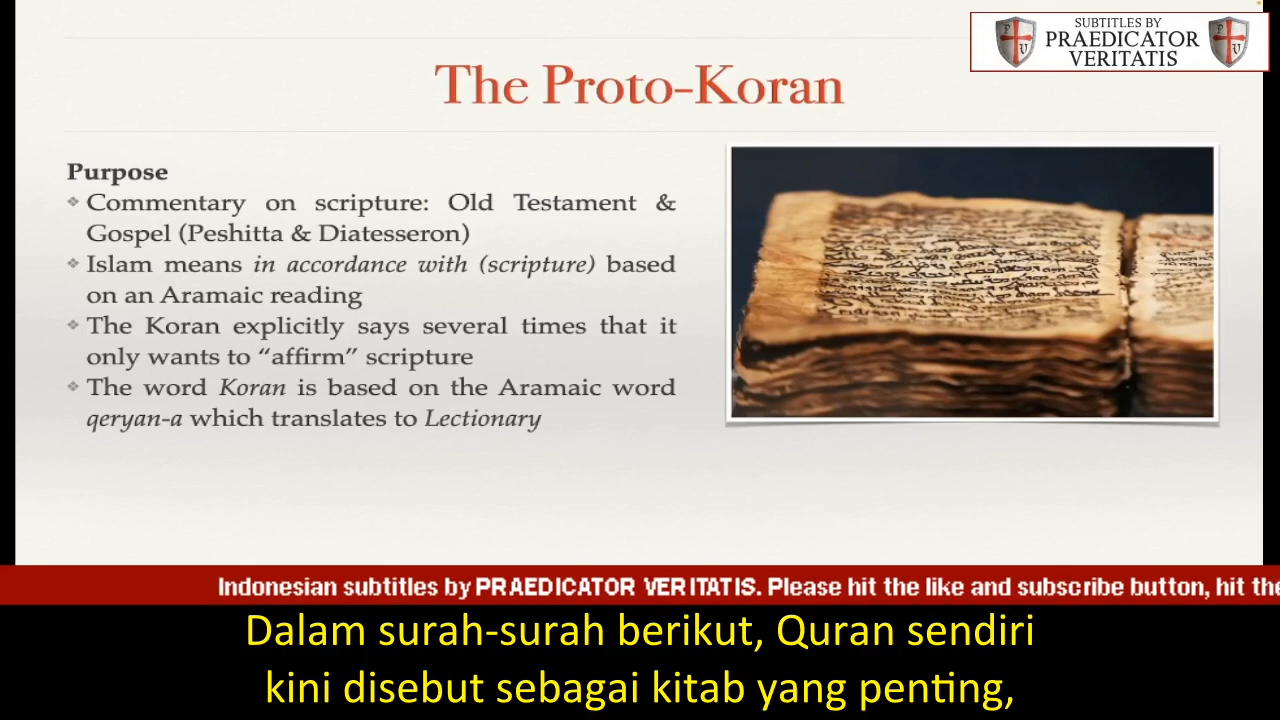 SUBTITLES BY
PRAEDICATOR
VERITATIS
The Proto-Koran
Purpose
Commentary on scripture: Old Testament &
Gospel (Peshitta & Diatesseron)
Islam means in accordance with (scripture) based
on an Aramaic reading
The Koran explicitly says several times that it
only wants to “affirm” scripture
The word Koran is based on the Aramaic word
qeryan-a which translates to Lectionary
Indonesian subtitles by PRAEDICATOR VERITATIS. Please hit the like and subscribe button, hit the
Dalam surah-surah berikut, Quran sendiri
kini disebut sebagai kitab yang penting,